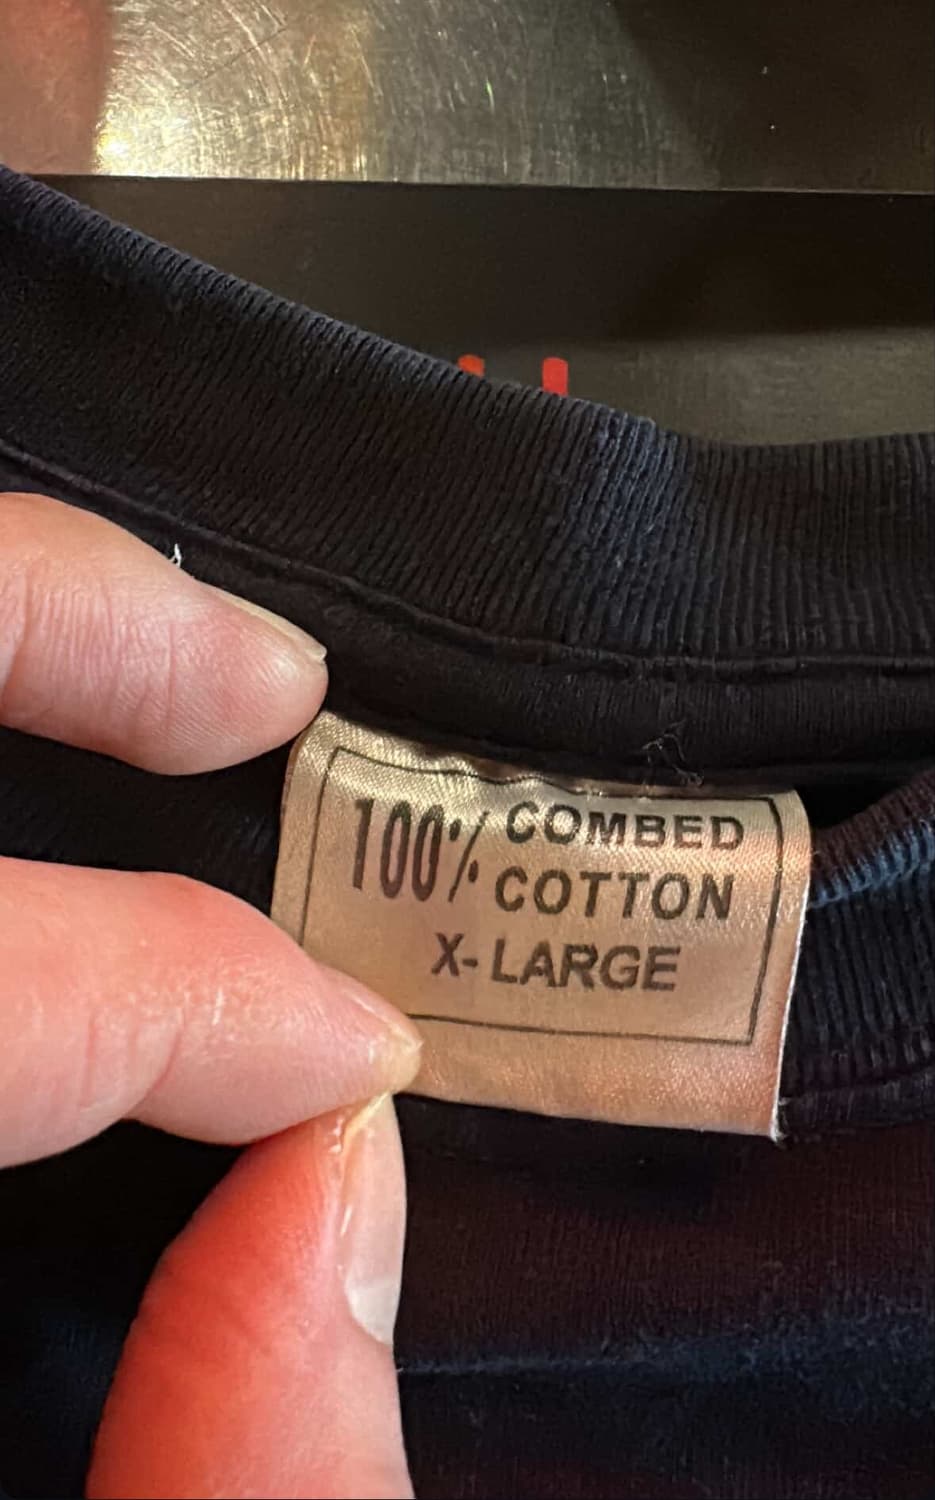 100% COMBED
COTTON
X-LARGE